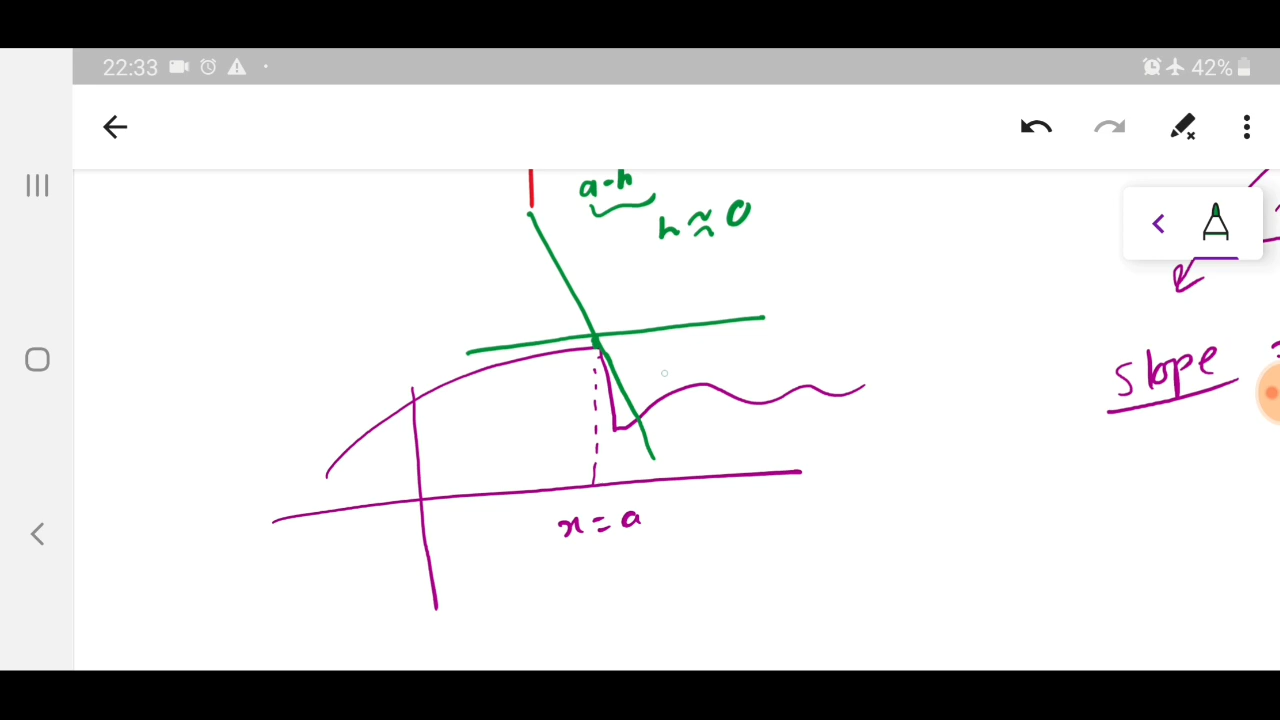 22:33
42%
a-h
h ≈ 0
slope
x = a